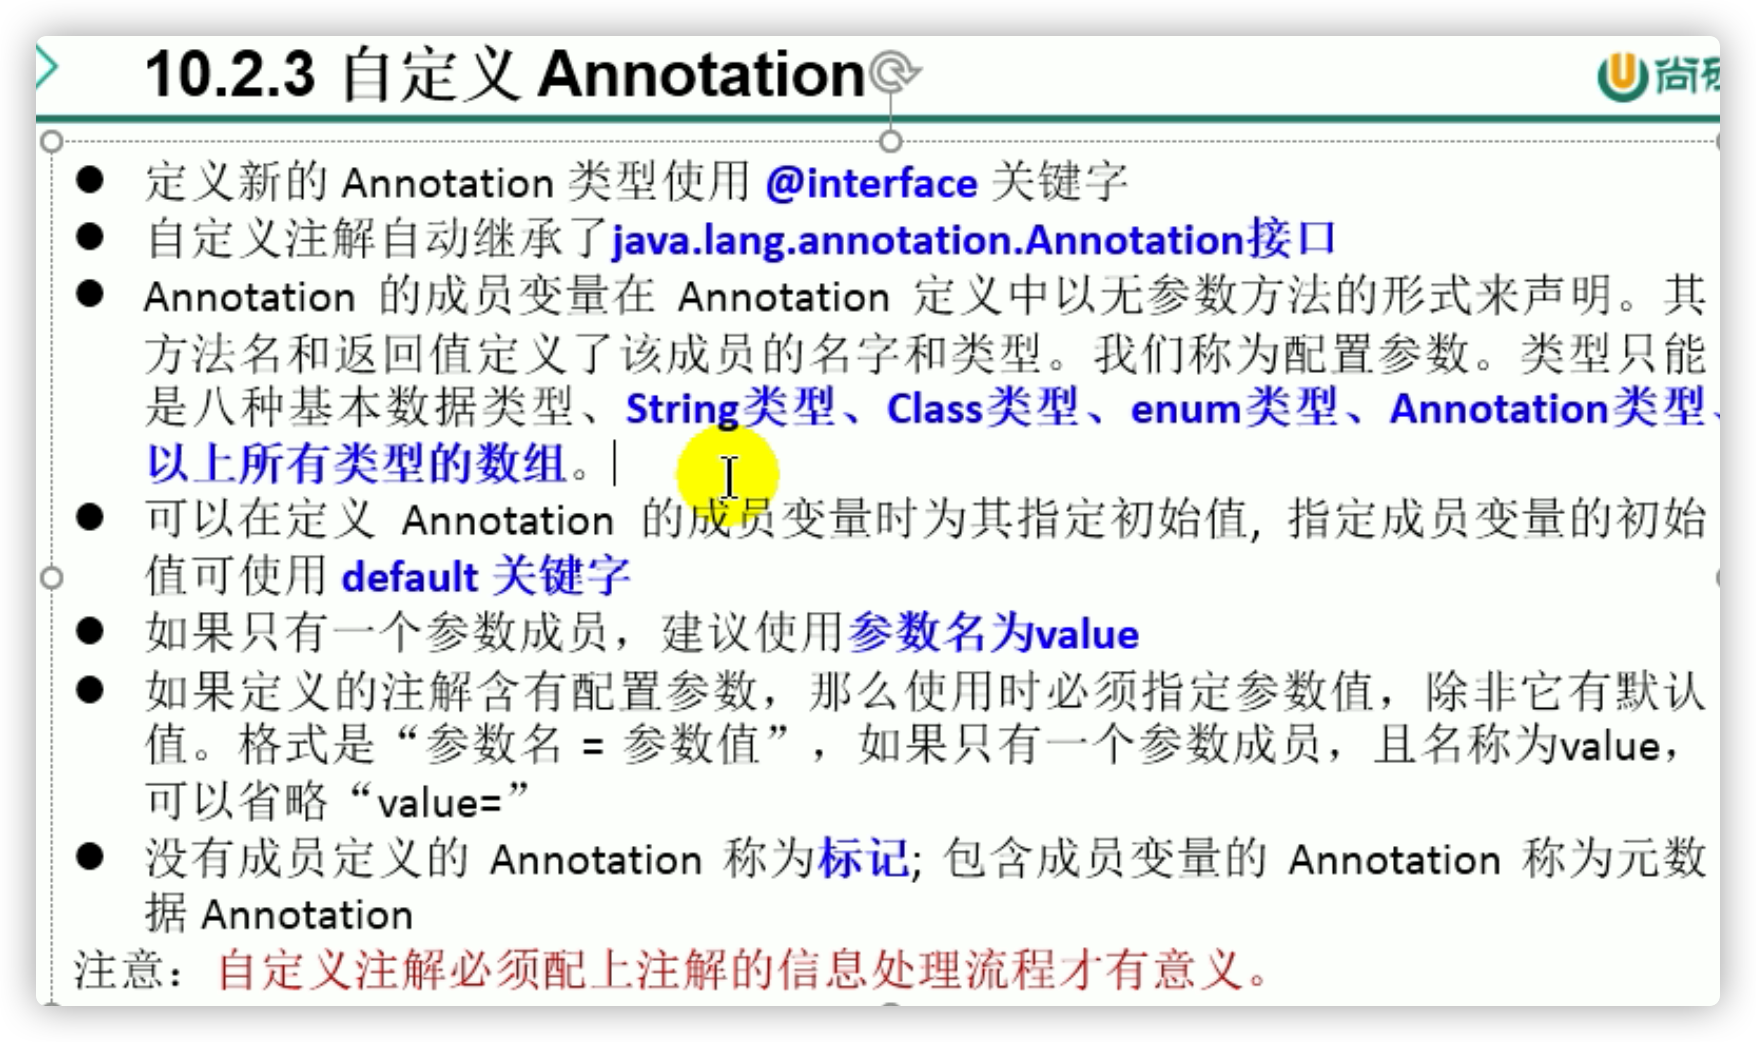 10.2.3 自定义 Annotation
尚
● 定义新的 Annotation 类型使用 @interface 关键字
● 自定义注解自动继承了java.lang.annotation.Annotation接口
● Annotation 的成员变量在 Annotation 定义中以无参数方法的形式来声明。其
方法名和返回值定义了该成员的名字和类型。我们称为配置参数。类型只能
是八种基本数据类型、String类型、Class类型、enum类型、Annotation类型、
以上所有类型的数组。
● 可以在定义 Annotation 的成员变量时为其指定初始值, 指定成员变量的初始
值可使用 default 关键字
● 如果只有一个参数成员，建议使用参数名为value
● 如果定义的注解含有配置参数，那么使用时必须指定参数值，除非它有默认
值。格式是“参数名 = 参数值”，如果只有一个参数成员，且名称为value，
可以省略“value=”
● 没有成员定义的 Annotation 称为标记; 包含成员变量的 Annotation 称为元数
据 Annotation
注意：自定义注解必须配上注解的信息处理流程才有意义。